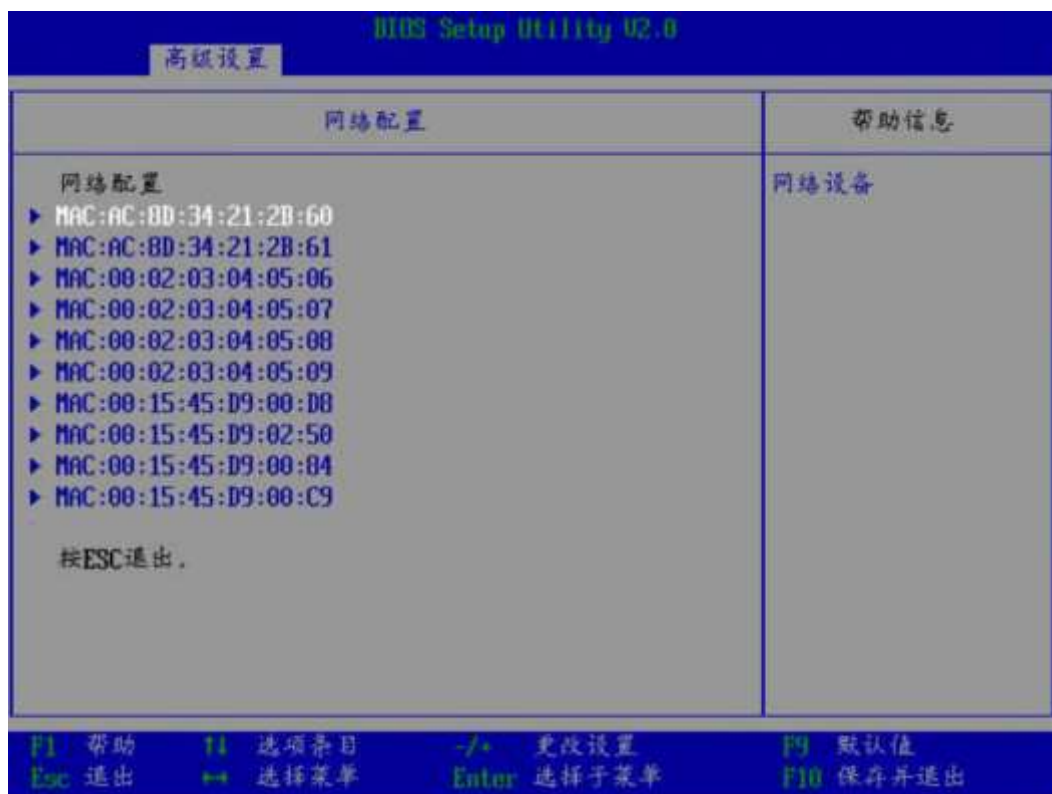 BIOS Setup Utility V2.0
高级设置
网络配置
帮助信息
网络配置
MAC:AC:8D:34:21:2B:60
MAC:AC:8D:34:21:2B:61
MAC:00:02:03:04:05:06
MAC:00:02:03:04:05:07
MAC:00:02:03:04:05:08
MAC:00:02:03:04:05:09
MAC:00:15:45:D9:00:D8
MAC:00:15:45:D9:02:50
MAC:00:15:45:D9:00:84
MAC:00:15:45:D9:00:C9
按ESC退出.
网络设备
F1 帮助 ↑↓ 选项条目 -/+ 更改设置 F9 默认值
Esc 退出 ←→ 选择菜单 Enter 选择子菜单 F10 保存并退出